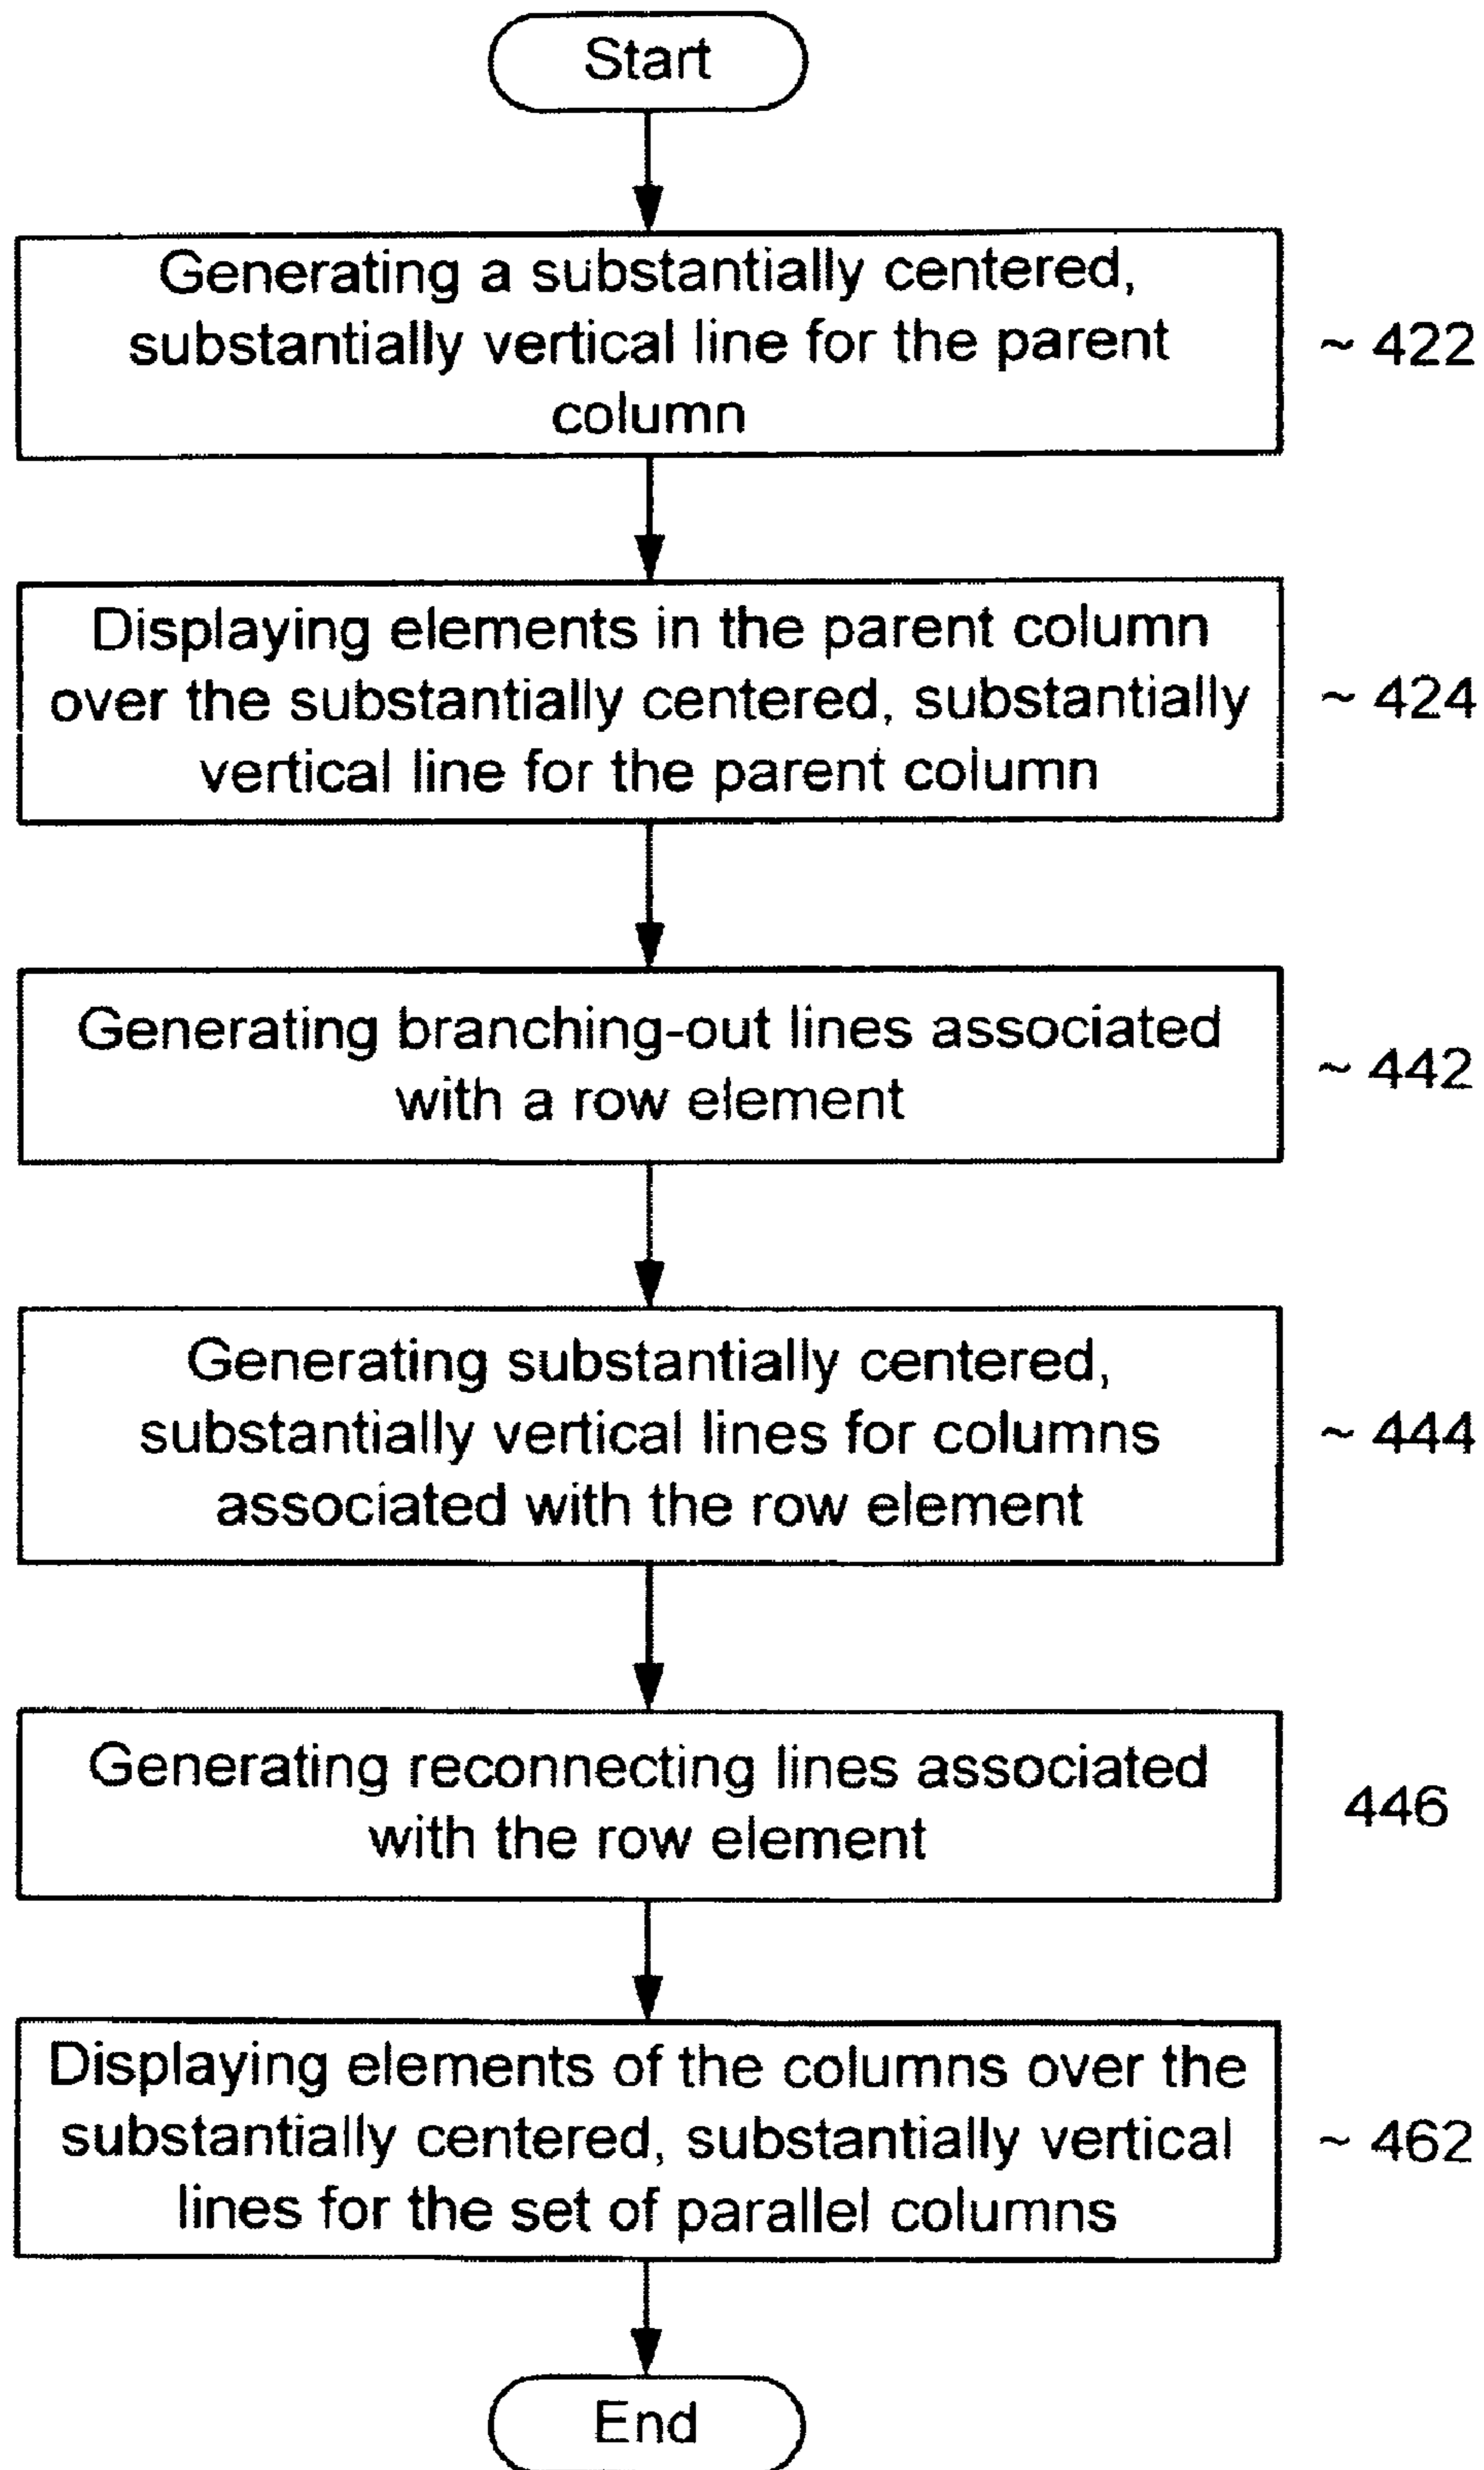 Start
Generating a substantially centered,
substantially vertical line for the parent
column
~ 422
Displaying elements in the parent column
over the substantially centered, substantially
vertical line for the parent column
~ 424
Generating branching-out lines associated
with a row element
~ 442
Generating substantially centered,
substantially vertical lines for columns
associated with the row element
~ 444
Generating reconnecting lines associated
with the row element
446
Displaying elements of the columns over the
substantially centered, substantially vertical
lines for the set of parallel columns
~ 462
End